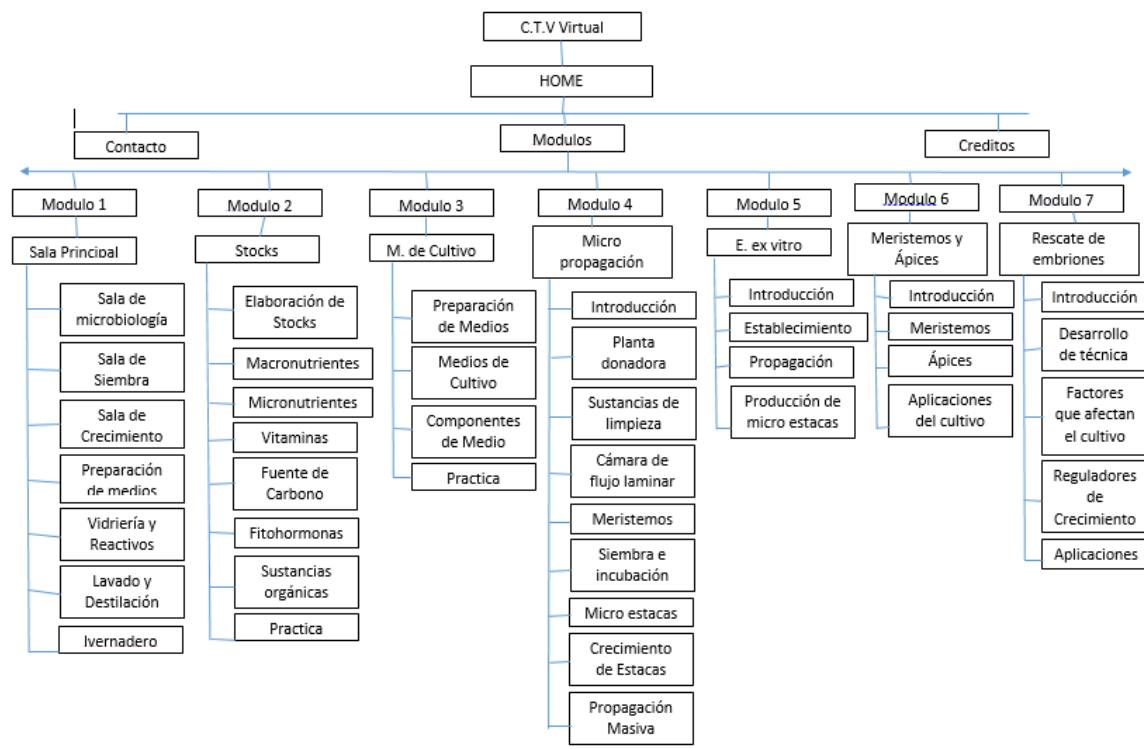 C.T.V Virtual
HOME
Contacto
Modulos
Creditos
Modulo 1
Modulo 2
Modulo 3
Modulo 4
Modulo 5
Modulo 6
Modulo 7
Sala Principal
Sala de
microbiología
Sala de
Siembra
Sala de
Crecimiento
Preparación
de medios
Vidriería y
Reactivos
Lavado y
Destilación
Ivernadero
Stocks
Elaboración de
Stocks
Macronutrientes
Micronutrientes
Vitaminas
Fuente de
Carbono
Fitohormonas
Sustancias
orgánicas
Practica
M. de Cultivo
Preparación
de Medios
Medios de
Cultivo
Componentes
de Medio
Practica
Micro
propagación
Introducción
Planta
donadora
Sustancias de
limpieza
Cámara de
flujo laminar
Meristemos
Siembra e
incubación
Micro estacas
Crecimiento
de Estacas
Propagación
Masiva
E. ex vitro
Introducción
Establecimiento
Propagación
Producción de
micro estacas
Meristemos y
Ápices
Introducción
Meristemos
Ápices
Aplicaciones
del cultivo
Rescate de
embriones
Introducción
Desarrollo
de técnica
Factores
que afectan
el cultivo
Reguladores
de
Crecimiento
Aplicaciones